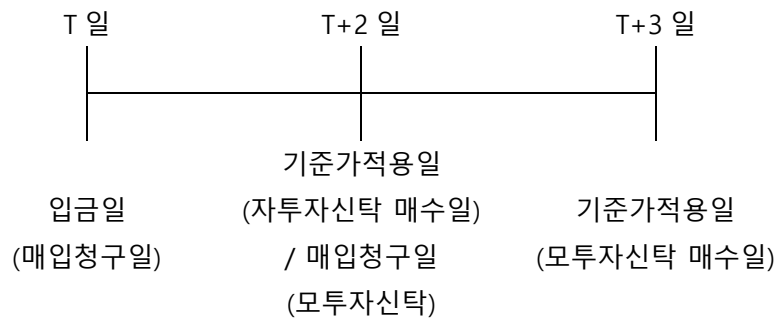 T 일 T+2 일 T+3 일
기준가적용일
입금일 (자투자신탁 매수일) 기준가적용일
(매입청구일) / 매입청구일 (모투자신탁 매수일)
(모투자신탁)